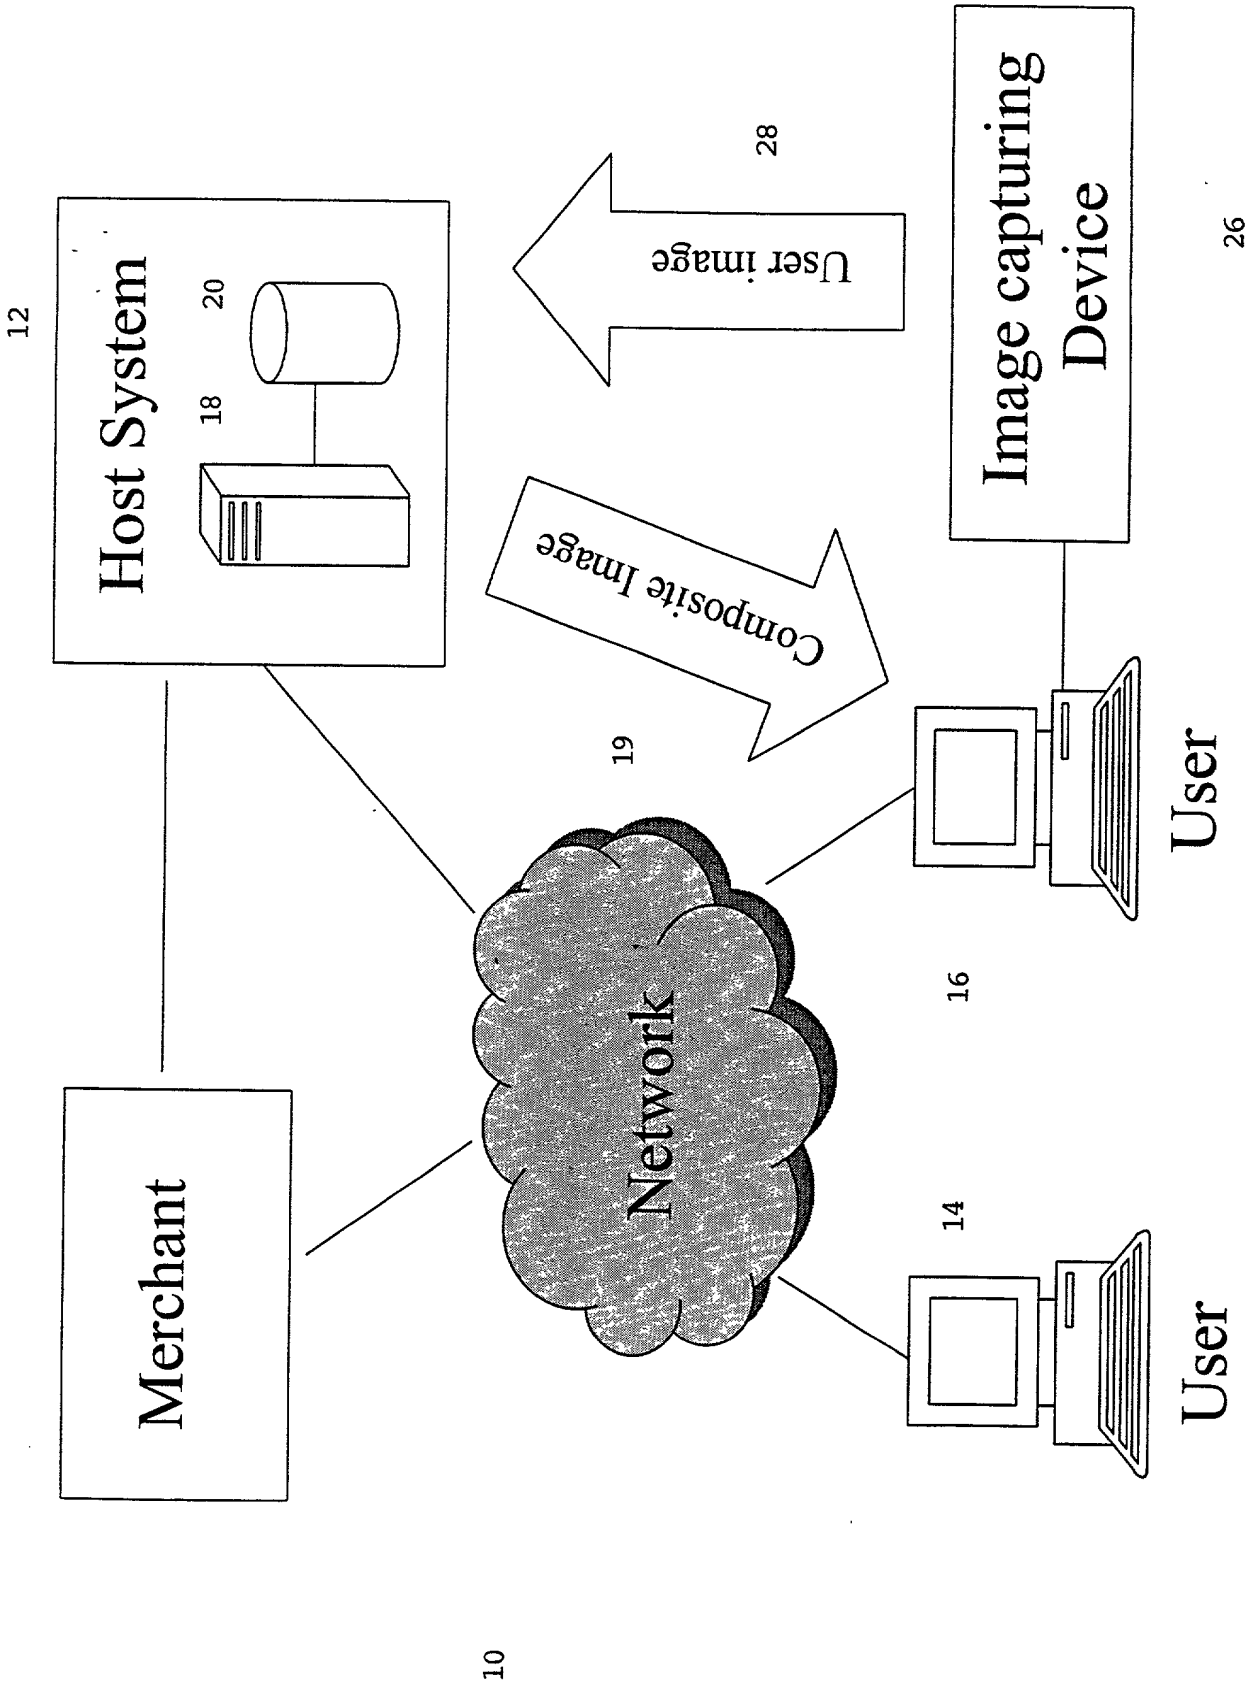 12
Host System
18
20
Merchant
User image
28
Composite Image
19
Network
10
Image capturing
Device
26
14
16
User
User